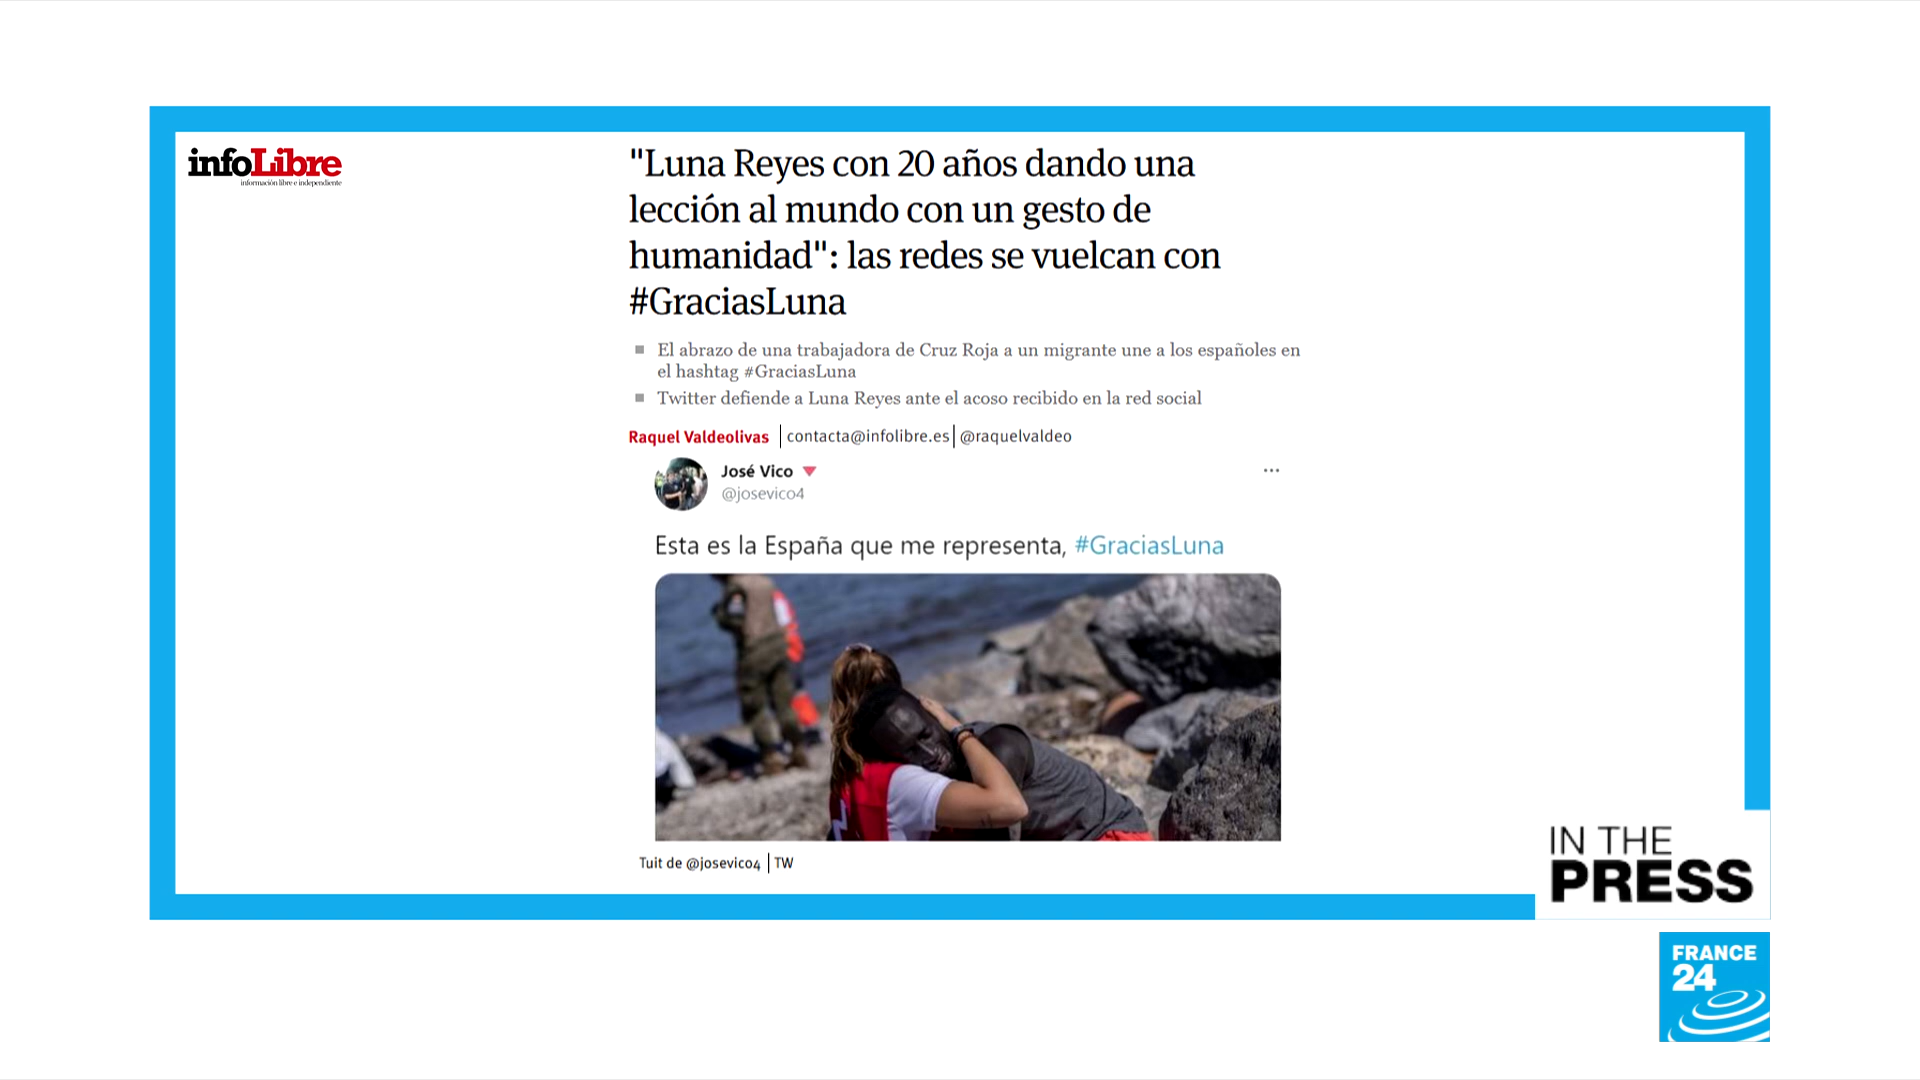 infoLibre
información libre e independiente
"Luna Reyes con 20 años dando una
lección al mundo con un gesto de
humanidad": las redes se vuelcan con
#GraciasLuna
El abrazo de una trabajadora de Cruz Roja a un migrante une a los españoles en
el hashtag #GraciasLuna
Twitter defiende a Luna Reyes ante el acoso recibido en la red social
Raquel Valdeolivas | contacta@infolibre.es | @raquelvaldeo
José Vico
@josevico4
Esta es la España que me representa, #GraciasLuna
Tuit de @josevico4 | TW
IN THE
PRESS
FRANCE
24